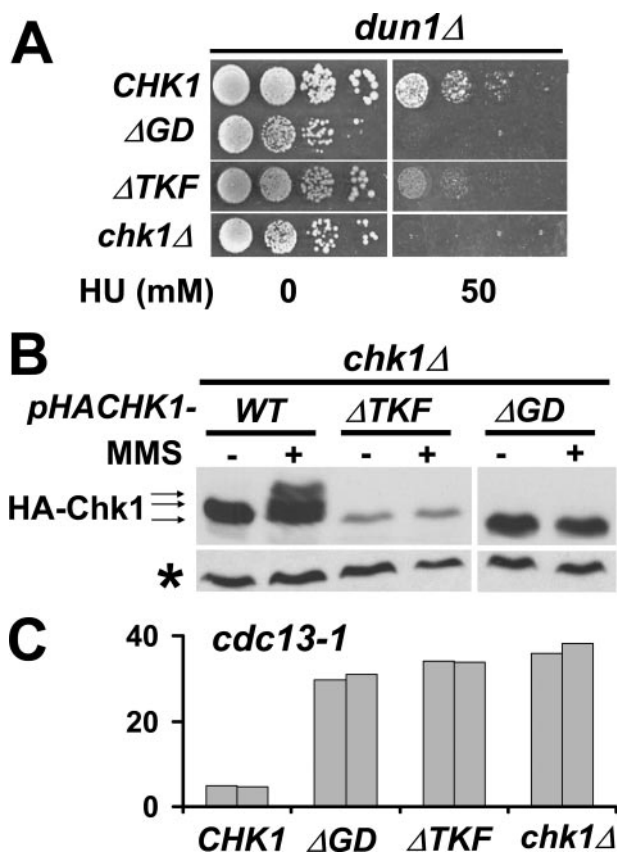 A
dun1Δ
CHK1
ΔGD
ΔTKF
chk1Δ
HU (mM) 0 50
B
chk1Δ
pHACHK1- WT ΔTKF ΔGD
MMS - + - + - +
HA-Chk1
*
C
cdc13-1
40
20
0
CHK1 ΔGD ΔTKF chk1Δ